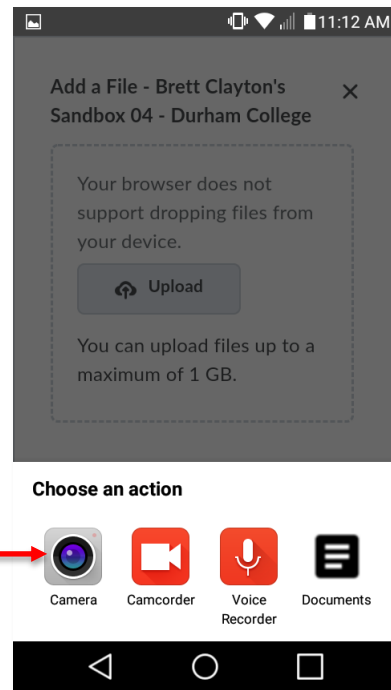 11:12 AM
Add a File - Brett Clayton's
Sandbox 04 - Durham College
Your browser does not
support dropping files from
your device.
Upload
You can upload files up to a
maximum of 1 GB.
Choose an action
Camera
Camcorder
Voice
Recorder
Documents